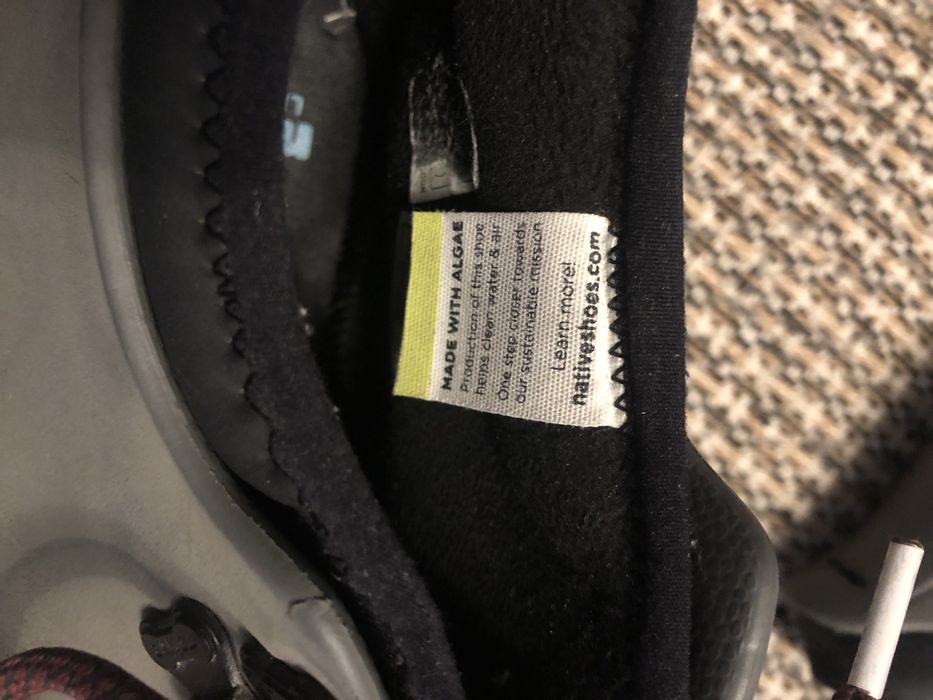 MADE WITH ALGAE
Production of this shoe
helps clean water & air
One step closer towards
our sustainable mission
Learn more!
nativeshoes.com